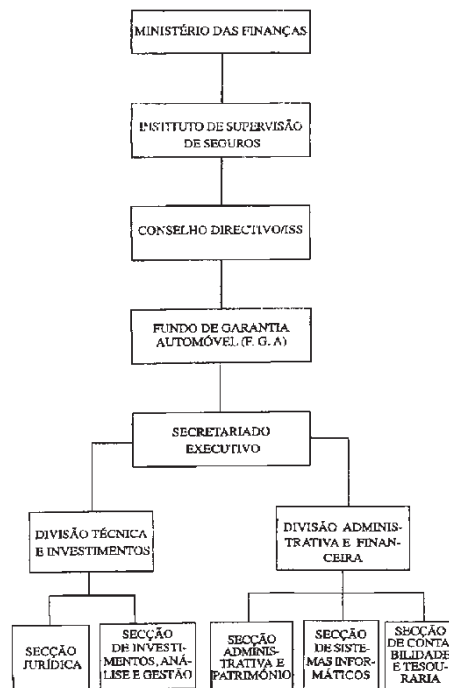 MINISTÉRIO DAS FINANÇAS
INSTITUTO DE SUPERVISÃO
DE SEGUROS
CONSELHO DIRECTIVO/ISS
FUNDO DE GARANTIA
AUTOMÓVEL (F. G. A)
SECRETARIADO
EXECUTIVO
DIVISÃO TÉCNICA
E INVESTIMENTOS
DIVISÃO ADMINIS-
TRATIVA E FINAN-
CEIRA
SECÇÃO
JURÍDICA
SECÇÃO
DE INVESTI-
MENTOS, ANÁ-
LISE E GESTÃO
SECÇÃO
ADMINIS-
TRATIVA E
PATRIMÓNIO
SECÇÃO
DE SISTE-
MAS INFOR-
MÁTICOS
SECÇÃO
DE CONTA-
BILIDADE
E TESOU-
RARIA